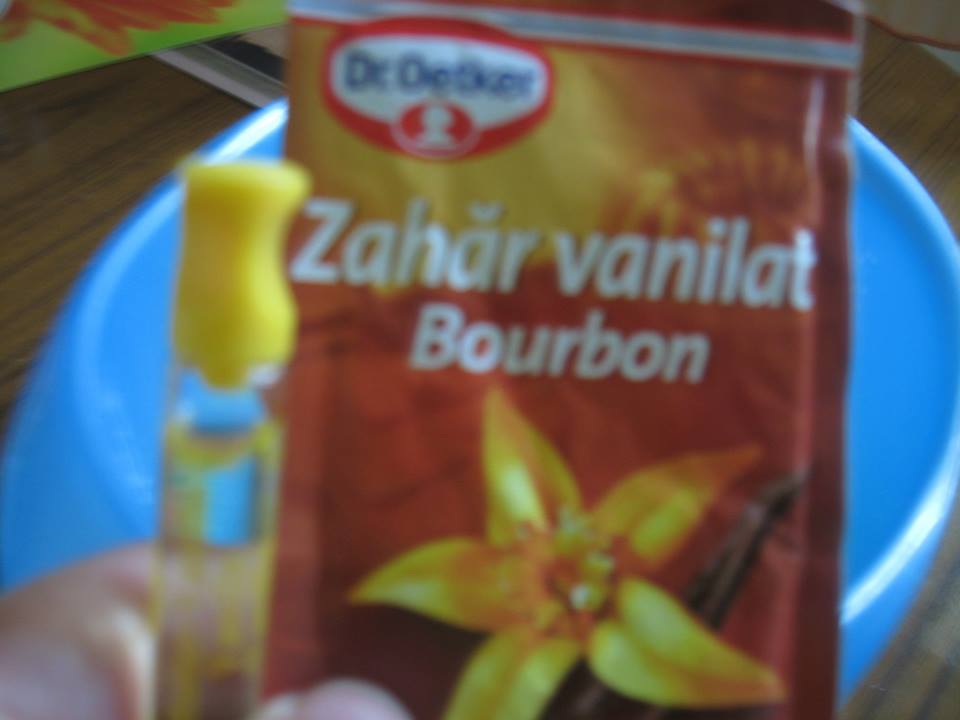 Dr. Oetker
Zahăr vanilat
Bourbon